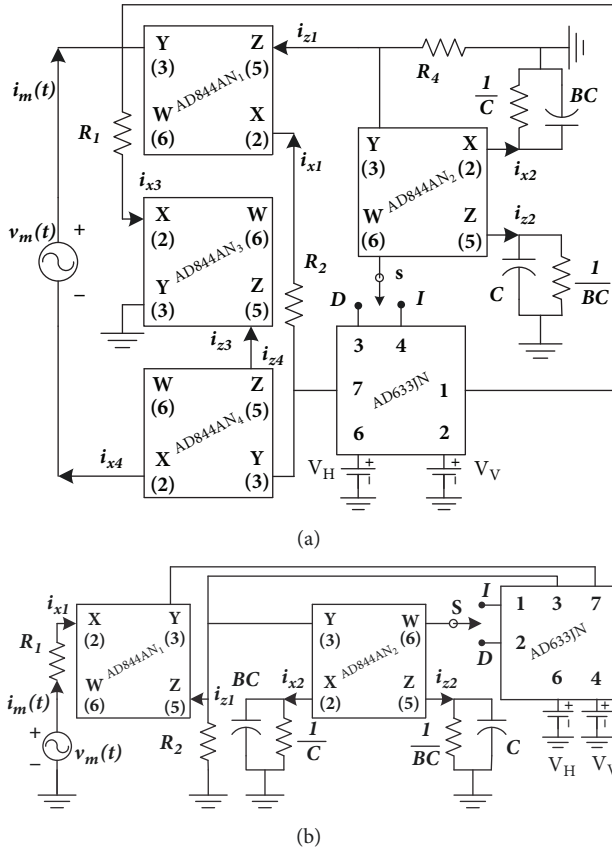 i_z1
Y
Z
(3)
(5)
AD844AN₁
W
X
(6)
(2)
i_m(t)
R₁
i_x1
R₄
1/C
BC
Y
X
(3)
(2)
i_x2
AD844AN₂
W
Z
(6)
(5)
i_z2
i_x3
X
W
(2)
(6)
AD844AN₃
Y
Z
(3)
(5)
R₂
v_m(t)
+
−
s
D
I
C
1/BC
3
4
7
AD633JN
1
6
2
V_H
+
−
+
−
V_V
i_z3
i_z4
W
Z
(6)
(5)
AD844AN₄
X
Y
(2)
(3)
i_x4
(a)
i_x1
X
Y
(2)
(3)
AD844AN₁
R₁
W
Z
(6)
(5)
i_z1
i_m(t)
+
−
v_m(t)
R₂
Y
W
(3)
(6)
AD844AN₂
X
Z
(2)
(5)
BC
i_x2
i_z2
1/C
1/BC
C
S
I
D
1
3
7
2
AD633JN
6
4
+
−
+
−
V_H
V_V
(b)